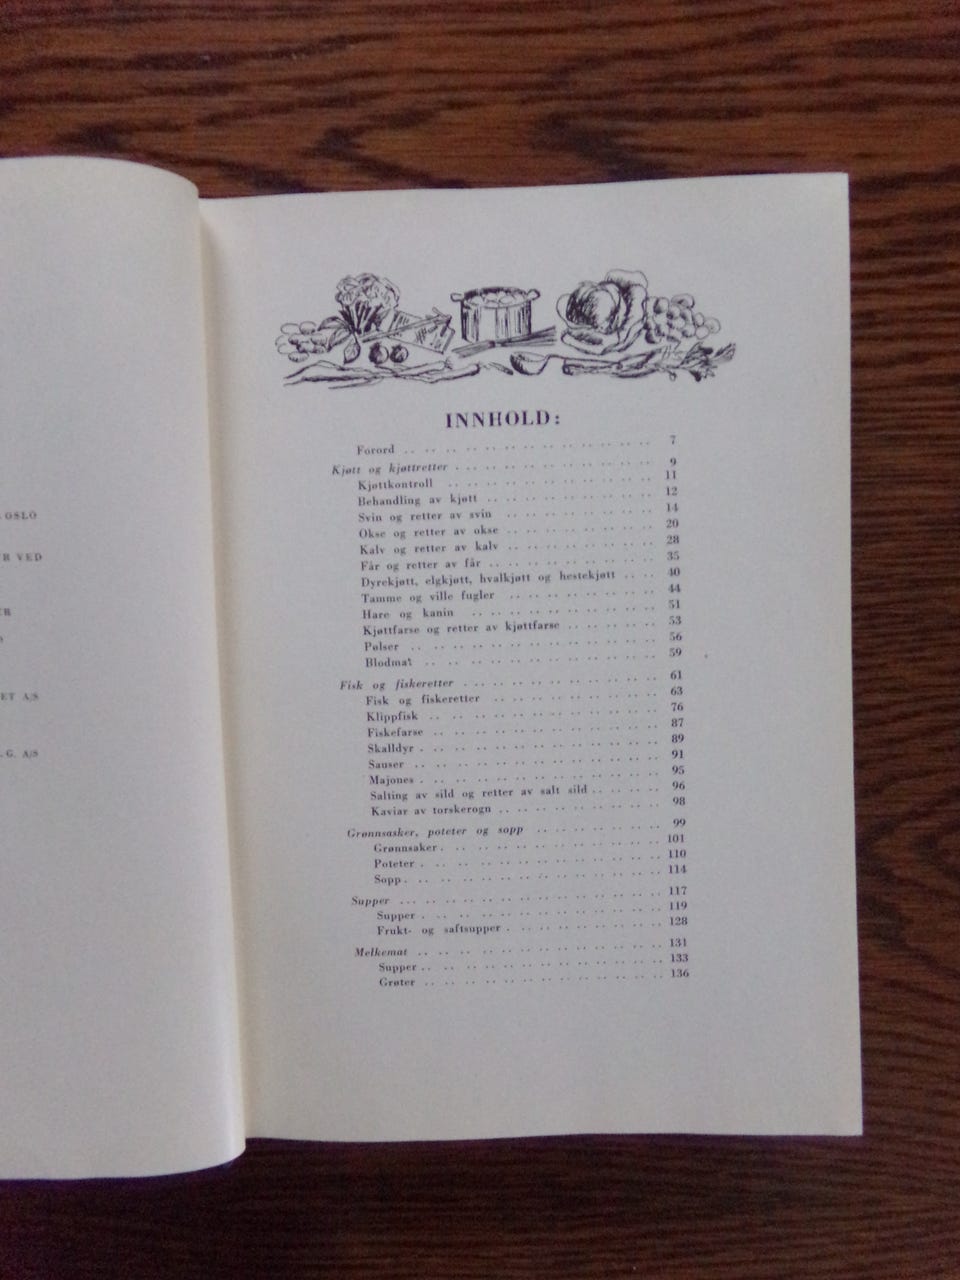 OSLO
R VED
ET A/S
G. A/S
INNHOLD:
Forord .. .. .. .. .. .. .. .. .. .. .. .. .. 7
Kjøtt og kjøttretter . .. .. .. .. .. .. .. .. .. .. 9
Kjøttkontroll .. .. .. .. .. .. .. .. .. .. .. 11
Behandling av kjøtt .. .. .. .. .. .. .. .. .. 12
Svin og retter av svin .. .. .. .. .. .. .. .. 14
Okse og retter av okse .. .. .. .. .. .. .. .. 20
Kalv og retter av kalv .. .. .. .. .. .. .. .. 28
Får og retter av får .. .. .. .. .. .. .. .. .. 35
Dyrekjøtt, elgkjøtt, hvalkjøtt og hestekjøtt .. .. 40
Tamme og ville fugler .. .. .. .. .. .. .. .. 44
Hare og kanin .. .. .. .. .. .. .. .. .. .. 51
Kjøttfarse og retter av kjøttfarse .. .. .. .. .. 53
Pølser .. .. .. .. .. .. .. .. .. .. .. .. .. 56
Blodmat .. .. .. .. .. .. .. .. .. .. .. .. 59
Fisk og fiskeretter .. .. .. .. .. .. .. .. .. .. 61
Fisk og fiskeretter .. .. .. .. .. .. .. .. .. 63
Klippfisk .. .. .. .. .. .. .. .. .. .. .. .. 76
Fiskefarse .. .. .. .. .. .. .. .. .. .. .. .. 87
Skalldyr . .. .. .. .. .. .. .. .. .. .. .. .. 89
Sauser .. .. .. .. .. .. .. .. .. .. .. .. .. 91
Majones . .. .. .. .. .. .. .. .. .. .. .. .. 95
Salting av sild og retter av salt sild .. .. .. .. 96
Kaviar av torskerogn .. .. .. .. .. .. .. .. .. 98
Grønnsasker, poteter og sopp .. .. .. .. .. .. .. 99
Grønnsaker . .. .. .. .. .. .. .. .. .. .. .. 101
Poteter . .. .. .. .. .. .. .. .. .. .. .. .. 110
Sopp . .. .. .. .. .. .. .. .. .. .. .. .. .. 114
Supper ... .. .. .. .. .. .. .. .. .. .. .. .. .. 117
Supper . .. .. .. .. .. .. .. .. .. .. .. .. 119
Frukt- og saftsupper . .. .. .. .. .. .. .. .. 128
Melkemat .. .. .. .. .. .. .. .. .. .. .. .. .. 131
Supper . .. .. .. .. .. .. .. .. .. .. .. .. 133
Grøter .. .. .. .. .. .. .. .. .. .. .. .. .. 136